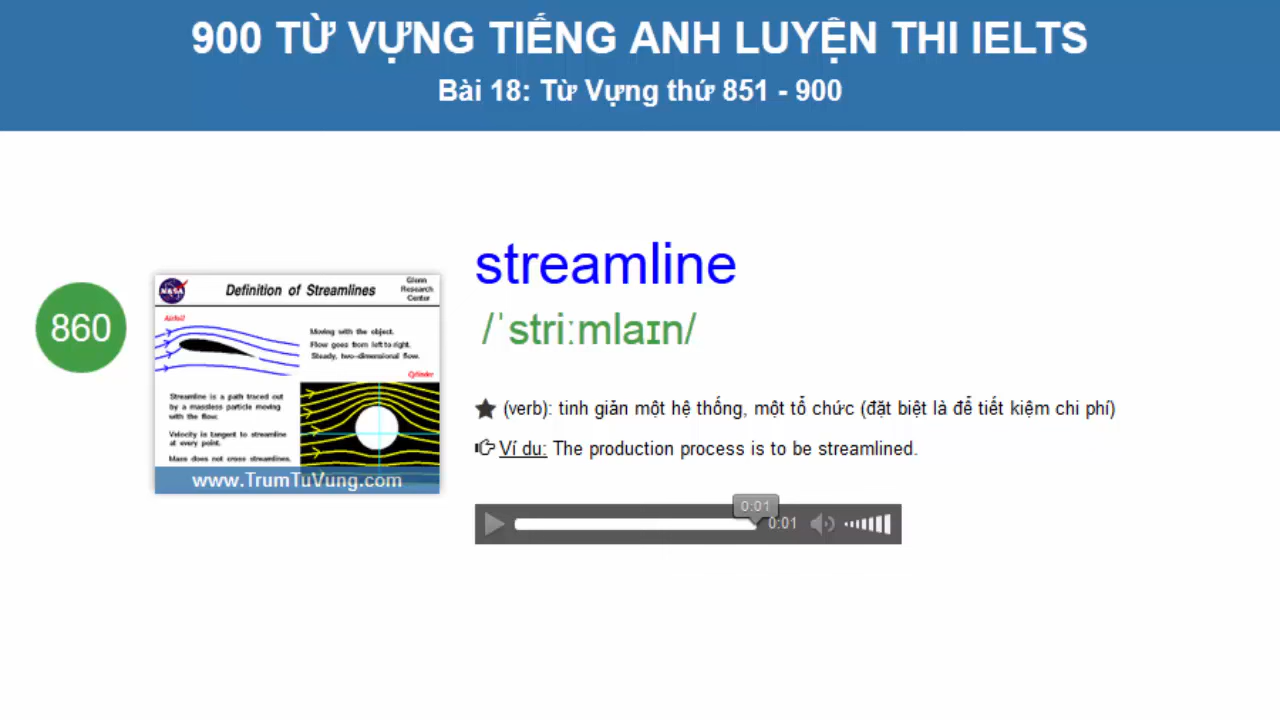 900 TỪ VỰNG TIẾNG ANH LUYỆN THI IELTS
Bài 18: Từ Vựng thứ 851 - 900
860
NASA
Definition of Streamlines
Glenn
Research
Center
Airfoil
Moving with the object.
Flow goes from left to right.
Steady, two-dimensional flow.
Cylinder
Streamline is a path traced out
by a massless particle moving
with the flow.
Velocity is tangent to streamline
at every point.
Mass does not cross streamlines.
www.TrumTuVung.com
streamline
/ˈstriːmlaɪn/
(verb): tinh giản một hệ thống, một tổ chức (đặt biệt là để tiết kiệm chi phí)
Ví du: The production process is to be streamlined.
0:01
0:01